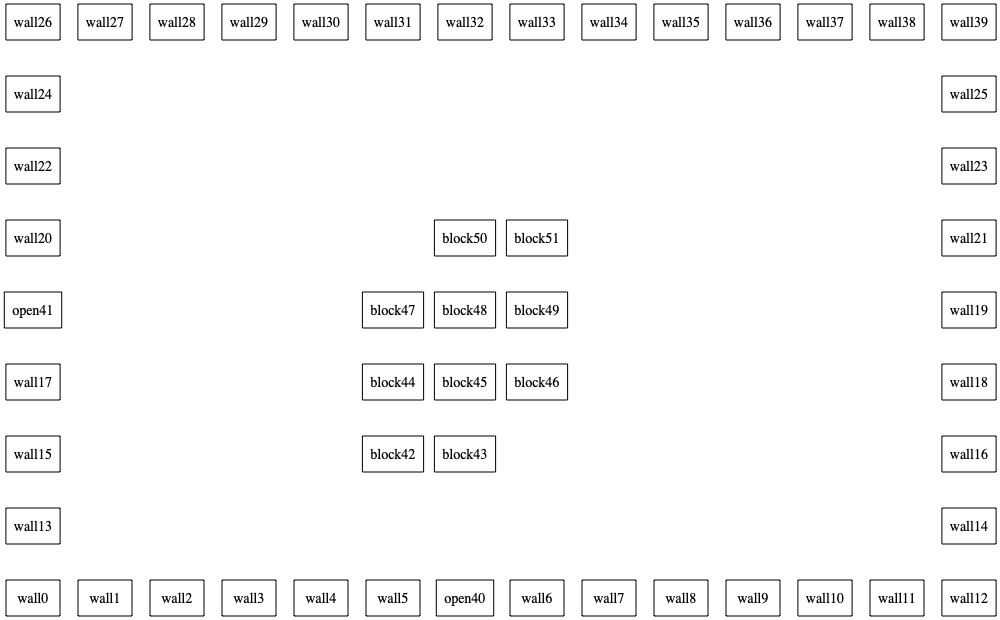 wall26 wall27 wall28 wall29 wall30 wall31 wall32 wall33 wall34 wall35 wall36 wall37 wall38 wall39
wall24 wall25
wall22 wall23
wall20 block50 block51 wall21
open41 block47 block48 block49 wall19
wall17 block44 block45 block46 wall18
wall15 block42 block43 wall16
wall13 wall14
wall0 wall1 wall2 wall3 wall4 wall5 open40 wall6 wall7 wall8 wall9 wall10 wall11 wall12